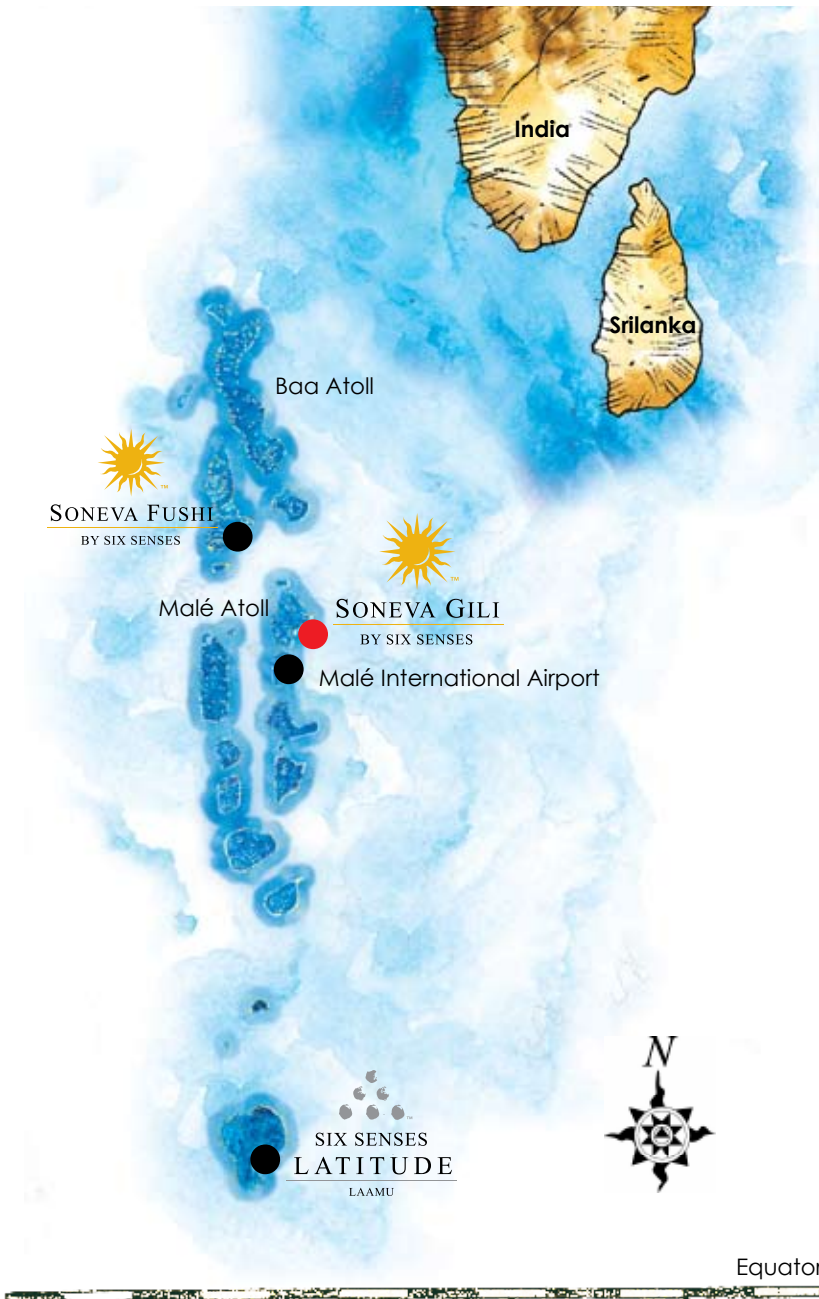 India
Srilanka
Baa Atoll
SONEVA FUSHI
BY SIX SENSES
Malé Atoll
SONEVA GILI
BY SIX SENSES
Malé International Airport
N
SIX SENSES
LATITUDE
LAAMU
Equator